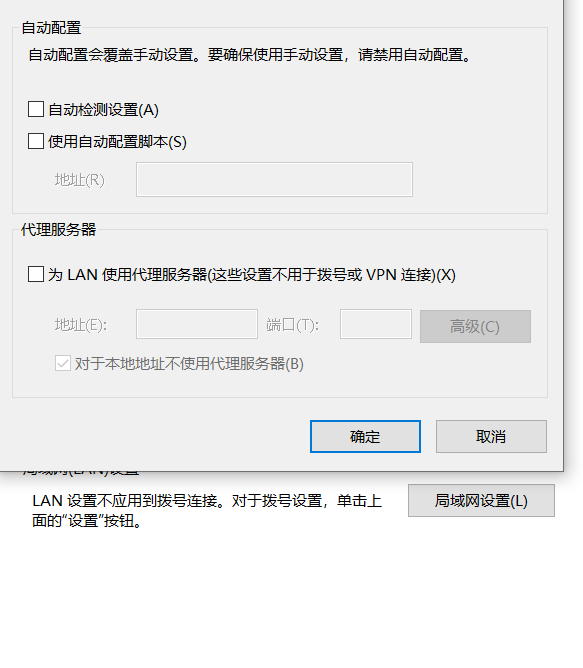 自动配置
自动配置会覆盖手动设置。要确保使用手动设置，请禁用自动配置。
自动检测设置(A)
使用自动配置脚本(S)
地址(R)
代理服务器
为 LAN 使用代理服务器(这些设置不用于拨号或 VPN 连接)(X)
地址(E):
端口(T):
高级(C)
对于本地地址不使用代理服务器(B)
确定
取消
局域网(LAN)设置
LAN 设置不应用到拨号连接。对于拨号设置，单击上
面的“设置”按钮。
局域网设置(L)